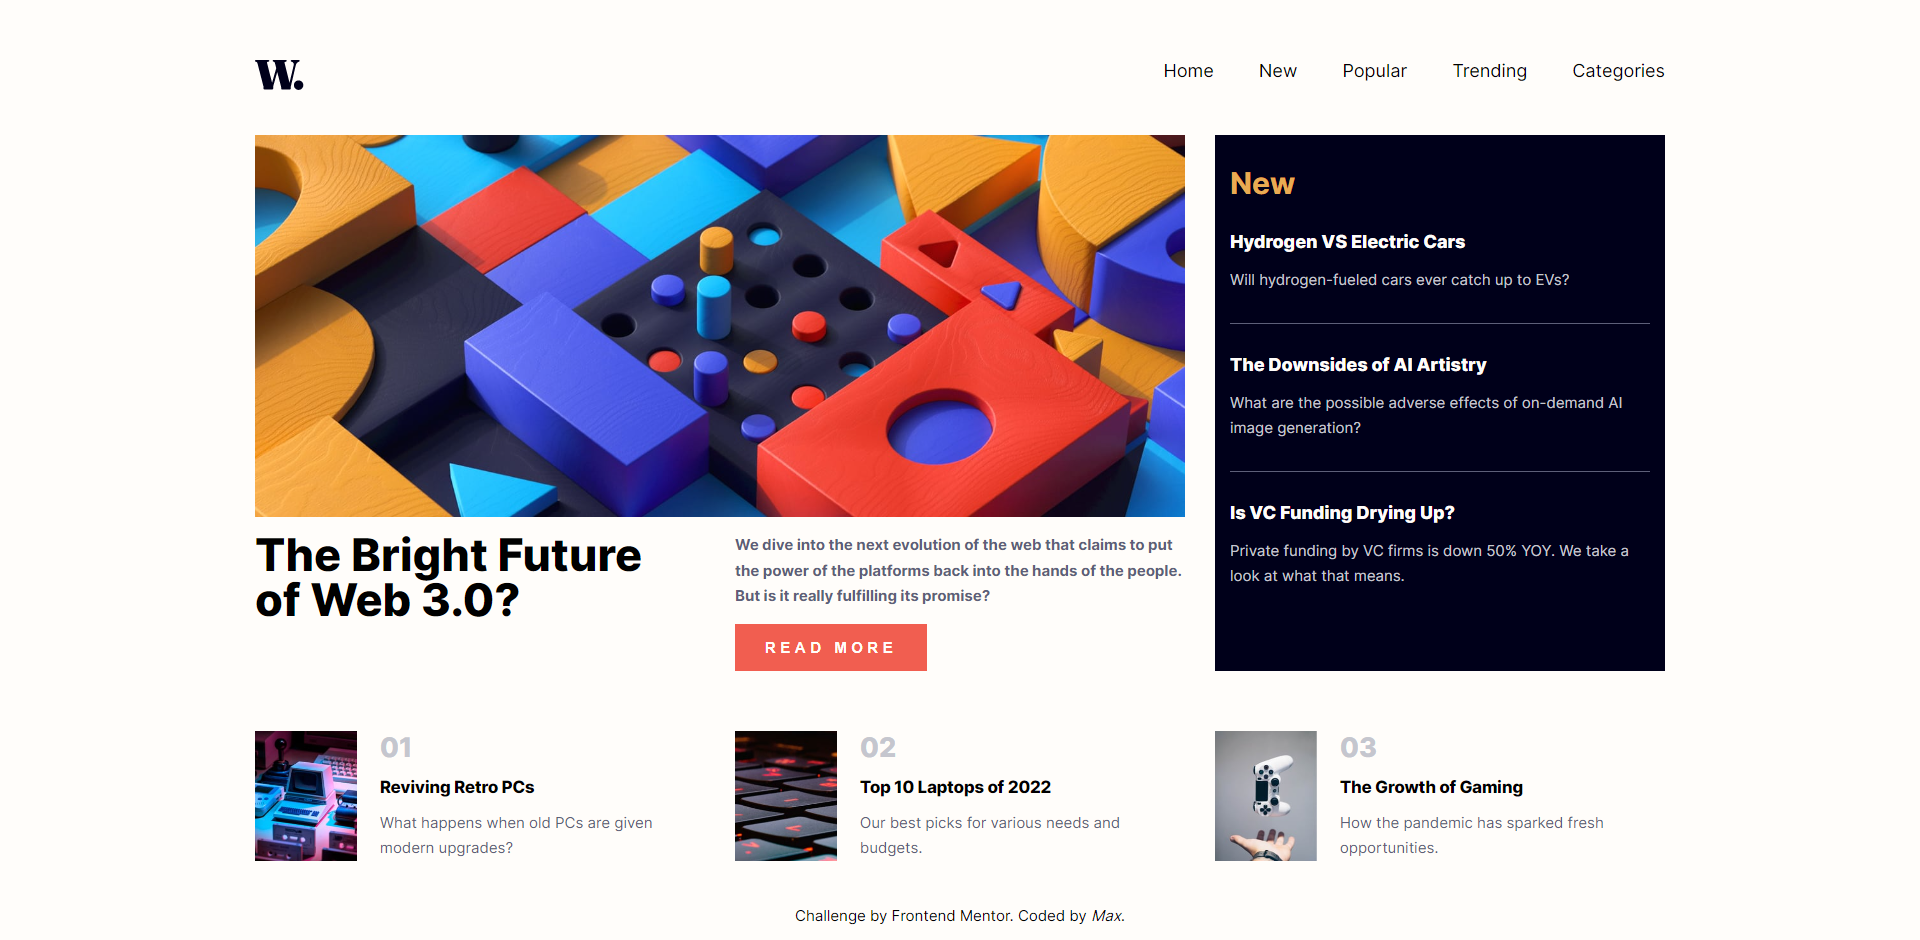 W.
Home New Popular Trending Categories
New
Hydrogen VS Electric Cars
Will hydrogen-fueled cars ever catch up to EVs?
The Downsides of AI Artistry
What are the possible adverse effects of on-demand AI
image generation?
Is VC Funding Drying Up?
Private funding by VC firms is down 50% YOY. We take a
look at what that means.
The Bright Future
of Web 3.0?
We dive into the next evolution of the web that claims to put
the power of the platforms back into the hands of the people.
But is it really fulfilling its promise?
READ MORE
01
Reviving Retro PCs
What happens when old PCs are given
modern upgrades?
02
Top 10 Laptops of 2022
Our best picks for various needs and
budgets.
03
The Growth of Gaming
How the pandemic has sparked fresh
opportunities.
Challenge by Frontend Mentor. Coded by Max.